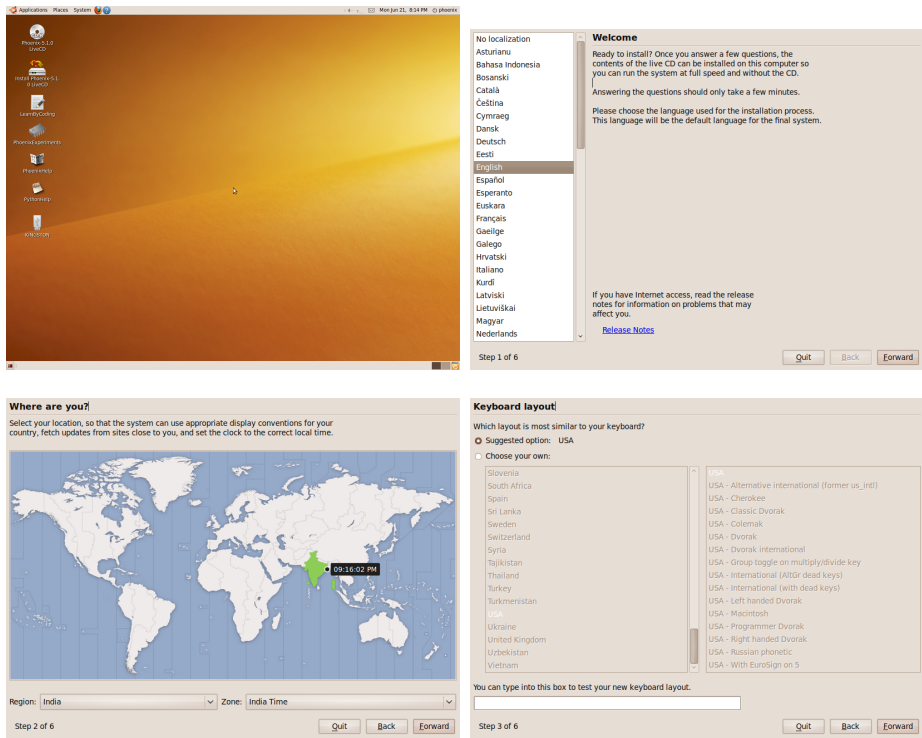 Applications Places System
Mon Jun 21, 8:14 PM phoenix
Phoenix-5.1.0
LiveCD
Install Phoenix-5.1.
0 LiveCD
LearnByCoding
PhoenixExperiments
PhoenixHelp
PythonHelp
KINGSTON
No localization
Asturianu
Bahasa Indonesia
Bosanski
Català
Čeština
Cymraeg
Dansk
Deutsch
Eesti
English
Español
Esperanto
Euskara
Français
Gaeilge
Galego
Hrvatski
Italiano
Kurdî
Latviski
Lietuviškai
Magyar
Nederlands
Welcome
Ready to install? Once you answer a few questions, the
contents of the live CD can be installed on this computer so
you can run the system at full speed and without the CD.
Answering the questions should only take a few minutes.
Please choose the language used for the installation process.
This language will be the default language for the final system.
If you have Internet access, read the release
notes for information on problems that may
affect you.
Release Notes
Step 1 of 6
Quit Back Forward
Where are you?
Select your location, so that the system can use appropriate display conventions for your
country, fetch updates from sites close to you, and set the clock to the correct local time.
09:16:02 PM
Region: India Zone: India Time
Step 2 of 6
Quit Back Forward
Keyboard layout
Which layout is most similar to your keyboard?
Suggested option: USA
Choose your own:
Slovenia
South Africa
Spain
Sri Lanka
Sweden
Switzerland
Syria
Tajikistan
Thailand
Turkey
Turkmenistan
USA
Ukraine
United Kingdom
Uzbekistan
Vietnam
USA
USA - Alternative international (former us_intl)
USA - Cherokee
USA - Classic Dvorak
USA - Colemak
USA - Dvorak
USA - Dvorak international
USA - Group toggle on multiply/divide key
USA - International (AltGr dead keys)
USA - International (with dead keys)
USA - Left handed Dvorak
USA - Macintosh
USA - Programmer Dvorak
USA - Right handed Dvorak
USA - Russian phonetic
USA - With EuroSign on 5
You can type into this box to test your new keyboard layout.
Step 3 of 6
Quit Back Forward